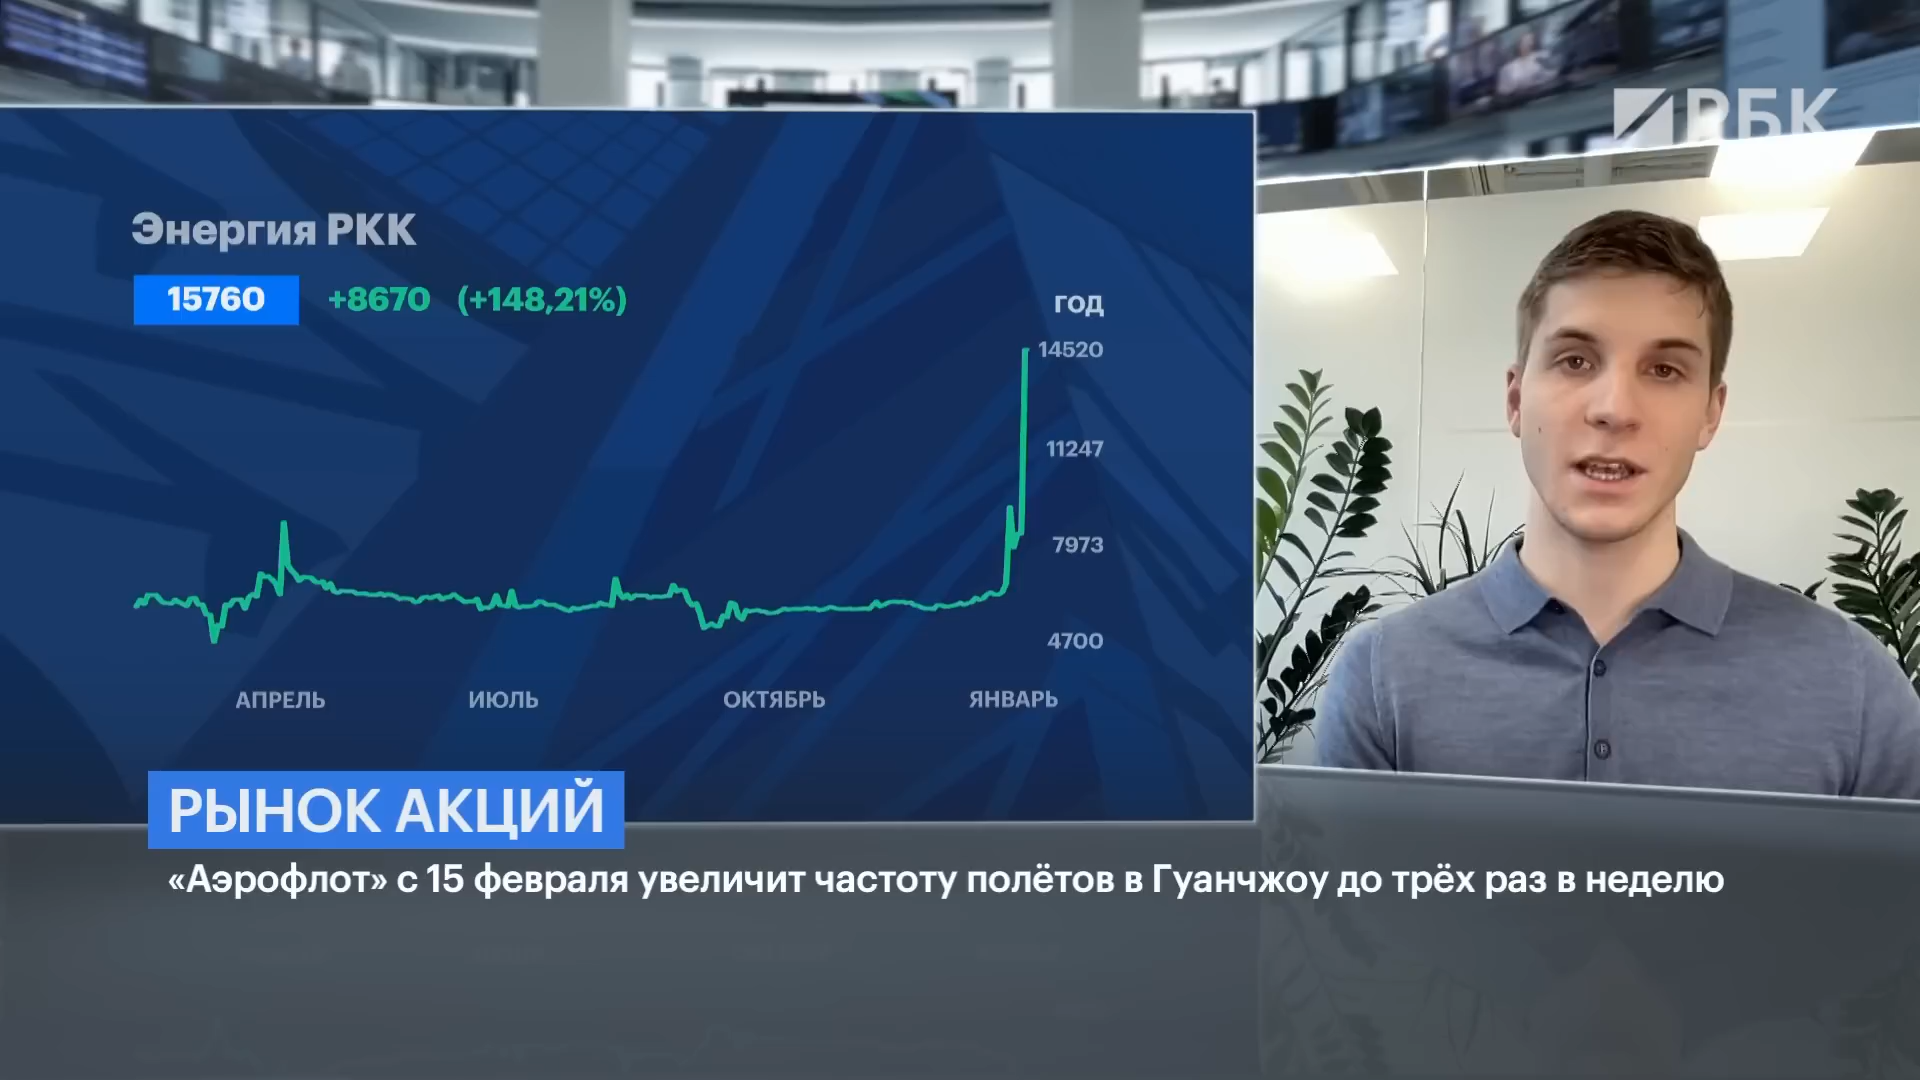 РБК
Энергия РКК
15760 +8670 (+148,21%)
ГОД
14520
11247
7973
4700
АПРЕЛЬ ИЮЛЬ ОКТЯБРЬ ЯНВАРЬ
РЫНОК АКЦИЙ
«Аэрофлот» с 15 февраля увеличит частоту полётов в Гуанчжоу до трёх раз в неделю